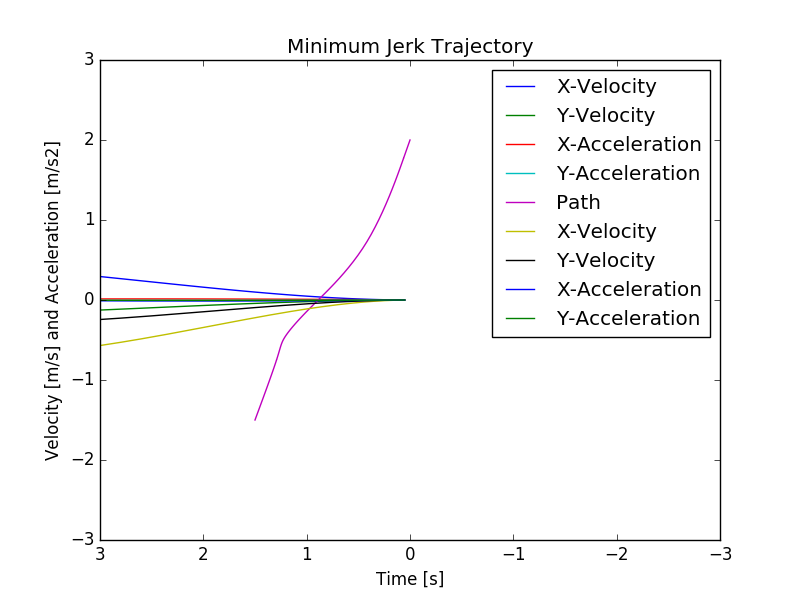 Minimum Jerk Trajectory
Velocity [m/s] and Acceleration [m/s2]
3
2
1
0
−1
−2
−3
X-Velocity
Y-Velocity
X-Acceleration
Y-Acceleration
Path
X-Velocity
Y-Velocity
X-Acceleration
Y-Acceleration
3 2 1 0 −1 −2 −3
Time [s]